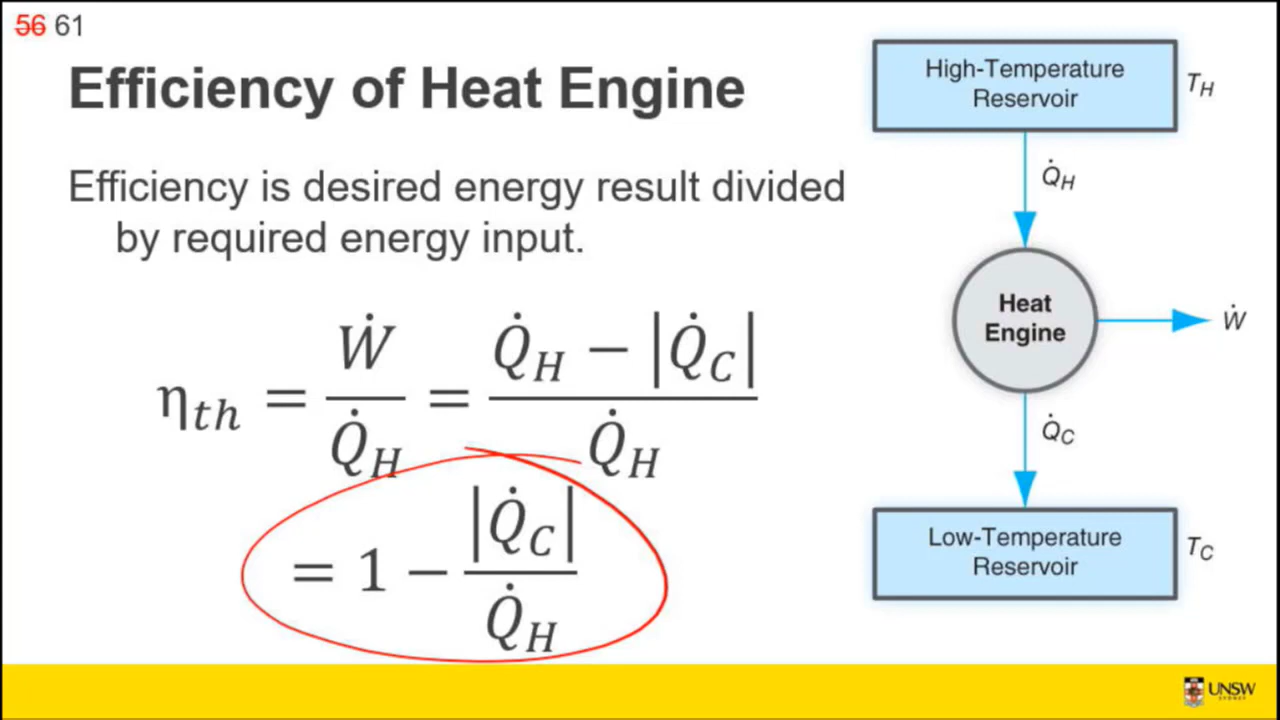 56 61
Efficiency of Heat Engine
Efficiency is desired energy result divided
by required energy input.
η_th = Ẇ / Q̇_H = (Q̇_H − |Q̇_C|) / Q̇_H
= 1 − |Q̇_C| / Q̇_H
High-Temperature
Reservoir
T_H
Q̇_H
Heat
Engine
Ẇ
Q̇_C
Low-Temperature
Reservoir
T_C
UNSW
SYDNEY